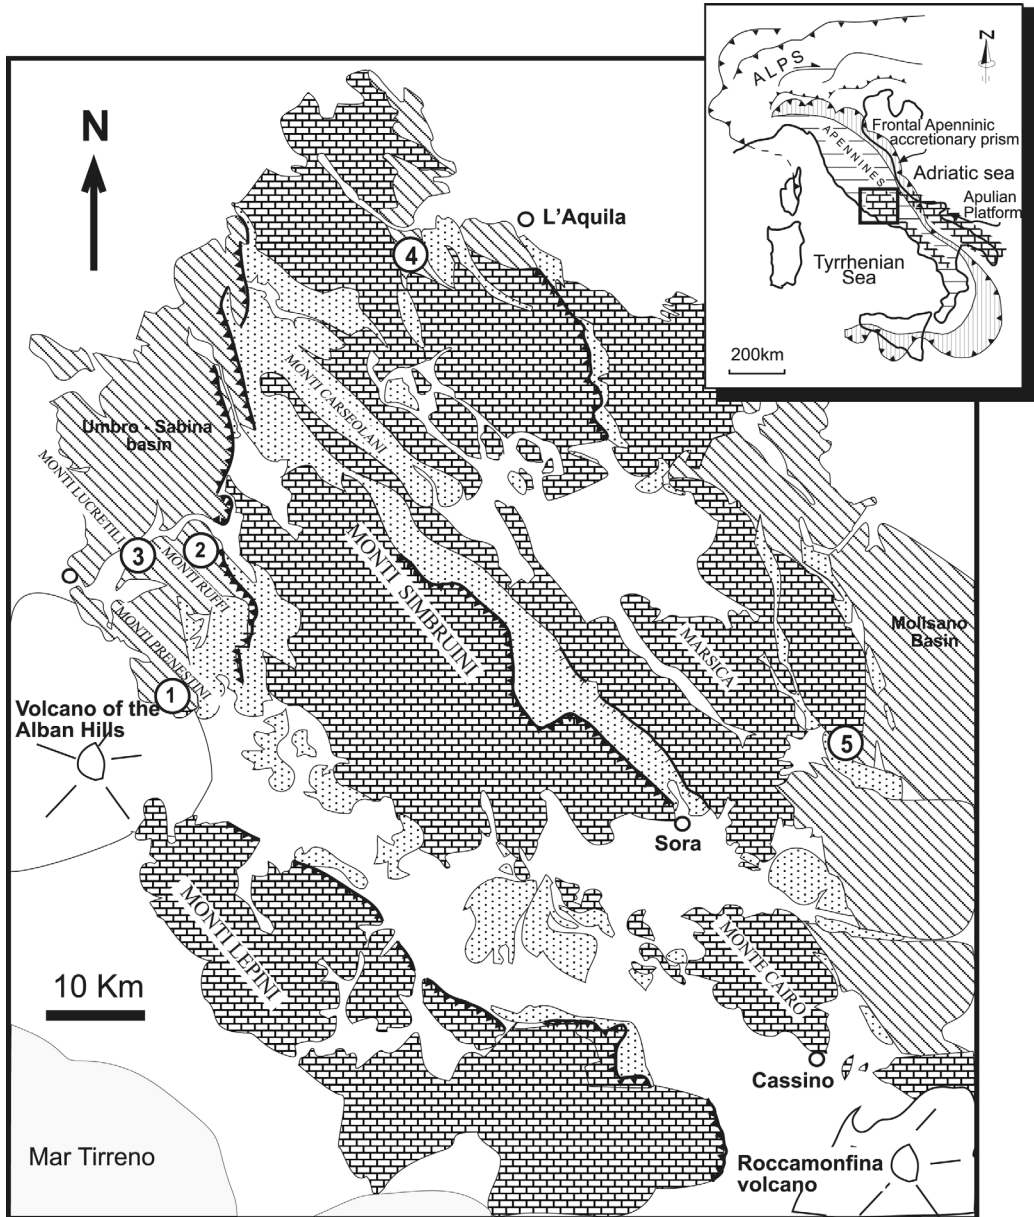 N
ALPS
APENNINES
Frontal Apenninic
accretionary prism
Adriatic sea
Apulian
Platform
Tyrrhenian
Sea
200km
N
L'Aquila
4
MONTI CARSEOLANI
Umbro - Sabina
basin
MONTI LUCRETILI
3
2
MONTI RUFFI
MONTI PRENESTINI
1
MONTI SIMBRUINI
MARSICA
Molisano
Basin
5
Volcano of the
Alban Hills
Sora
MONTI LEPINI
MONTE CAIRO
10 Km
Cassino
Mar Tirreno
Roccamonfina
volcano